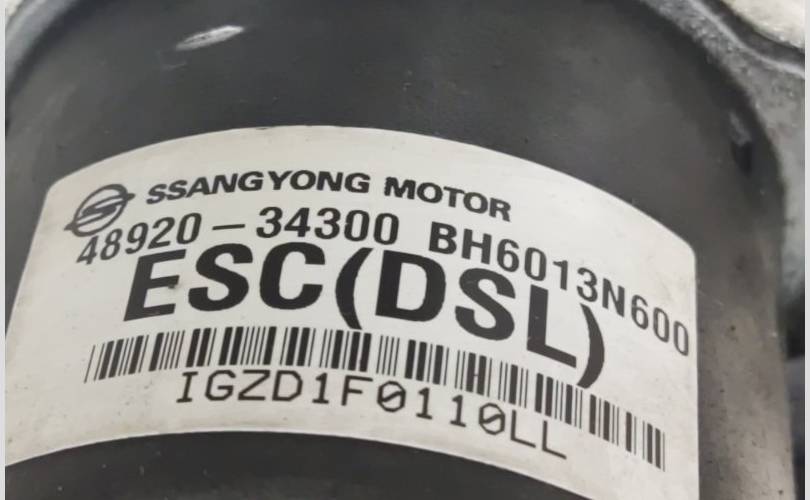 SSANGYONG MOTOR
48920-34300 BH6013N600
ESC(DSL)
IGZD1F0110LL